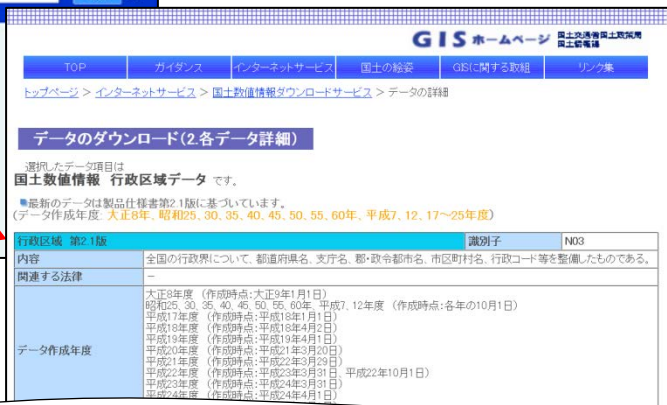 GISホームページ 国土交通省国土政策局
国土情報課
TOP ガイダンス インターネットサービス 国土の絵姿 GISに関する取組 リンク集
トップページ > インターネットサービス > 国土数値情報ダウンロードサービス > データの詳細
データのダウンロード(2.各データ詳細)
選択したデータ項目は
国土数値情報 行政区域データ です。
■最新のデータは製品仕様書第2.1版に基づいています。
(データ作成年度: 大正8年、昭和25、30、35、40、45、50、55、60年、平成7、12、17~25年度)
行政区域 第2.1版 識別子 N03
内容 全国の行政界について、都道府県名、支庁名、郡・政令都市名、市区町村名、行政コード等を整備したものである。
関連する法律 -
データ作成年度 大正8年度 (作成時点:大正9年1月1日)
昭和25、30、35、40、45、50、55、60年、平成7、12年度 (作成時点:各年の10月1日)
平成17年度 (作成時点:平成18年1月1日)
平成18年度 (作成時点:平成18年4月2日)
平成19年度 (作成時点:平成19年4月1日)
平成20年度 (作成時点:平成21年3月20日)
平成21年度 (作成時点:平成22年3月29日)
平成22年度 (作成時点:平成23年3月31日、平成22年10月1日)
平成23年度 (作成時点:平成24年3月31日)
平成24年度 (作成時点:平成24年4月1日)